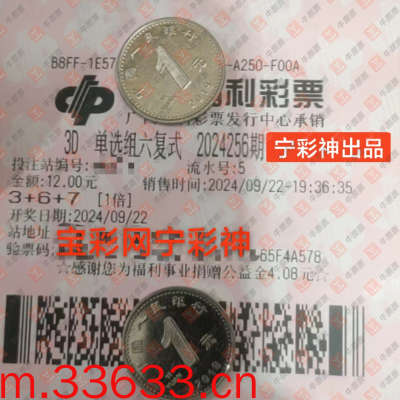 B8FF-1E57 -A250-F00A
利彩票
彩票发行中心承销
3D 单选组六复式 2024256期
宁彩神出品
投注站编号: 流水号:5
金额:12.00元 销售时间:2024/09/22-19:36:35
3+6+7 [1倍]
开奖日期:2024/09/22
站地址
宝彩网宁彩神
验票码: 65F4A578
感谢您为福利事业捐赠公益金4.08元
1
元
m.33633.cn